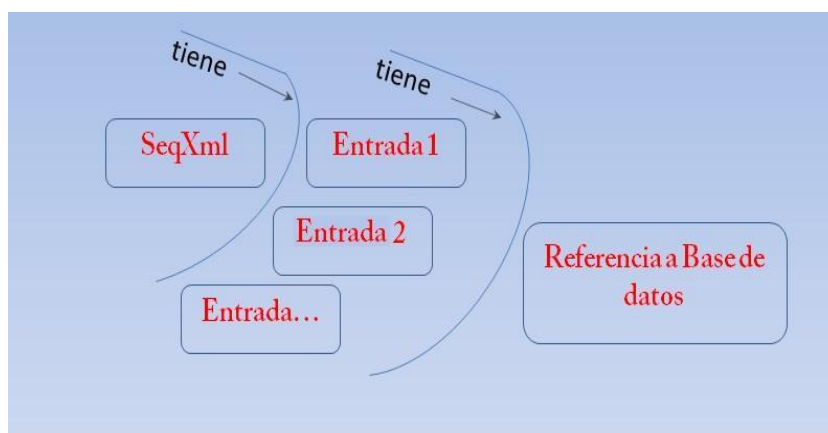 tiene
tiene
SeqXml
Entrada 1
Entrada 2
Entrada...
Referencia a Base de
datos